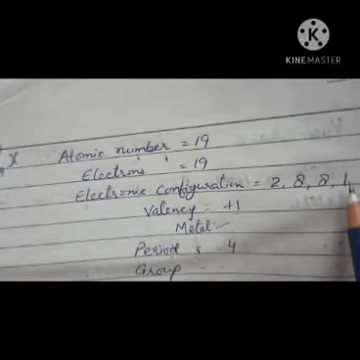 K
KINEMASTER
X Atomic number = 19
Electrons = 19
Electronic configuration = 2, 8, 8, 1
Valency = +1
Metal
Period : 4
Group